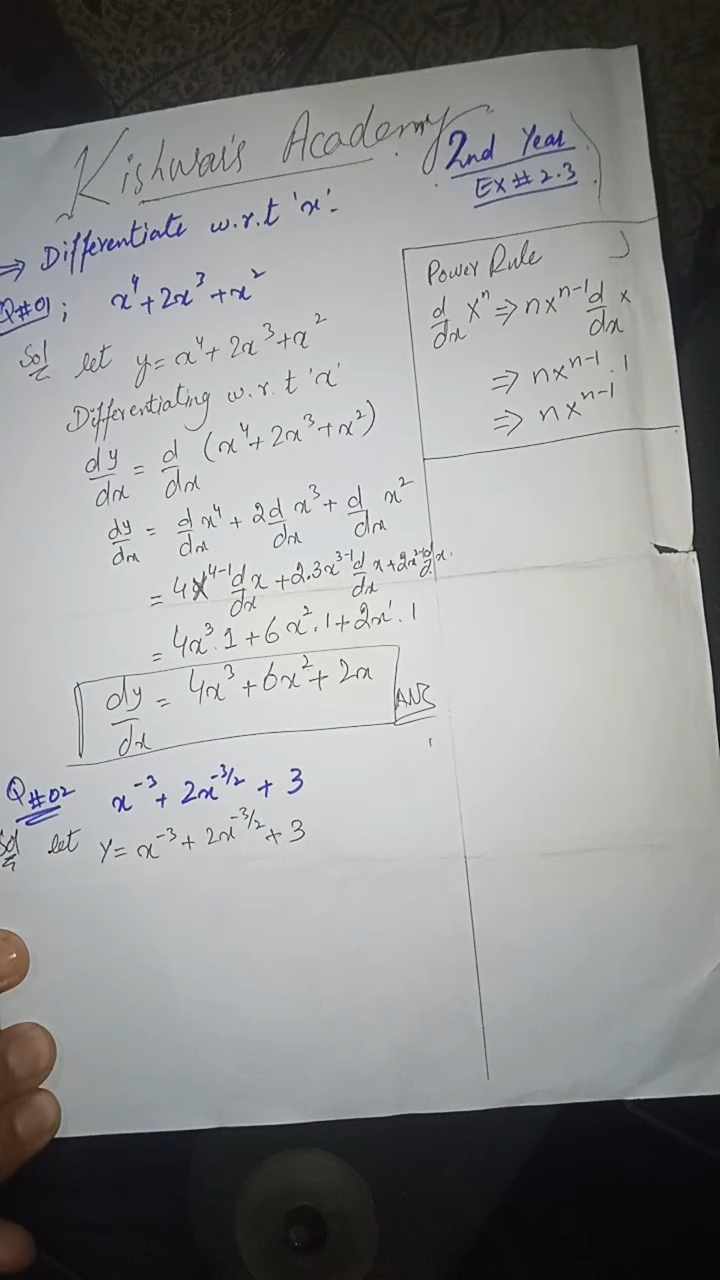 Kishwar's Academy
2nd Year
Ex # 2.3
⇒ Differentiate w.r.t 'x'.
Q#01; x⁴+2x³+x²
Sol let y=x⁴+2x³+x²
Differentiating w.r.t 'x'
dy/dx = d/dx (x⁴+2x³+x²)
dy/dx = d/dx x⁴ + 2d/dx x³ + d/dx x²
= 4x⁴⁻¹ d/dx x + 2.3x³⁻¹ d/dx x + 2x²⁻¹ d/dx x.
= 4x³.1 + 6x².1 + 2x¹.1
dy/dx = 4x³+6x²+2x ANS
Power Rule
d/dx xⁿ ⇒ nxⁿ⁻¹ d/dx x
⇒ nxⁿ⁻¹.1
⇒ nxⁿ⁻¹
Q#02 x⁻³ + 2x^(-3/2) + 3
Sol let y = x⁻³ + 2x^(-3/2) + 3